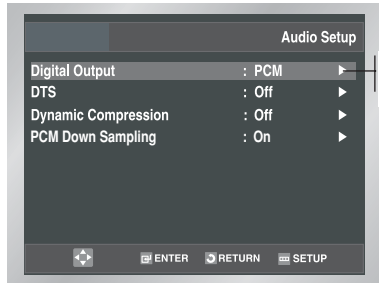 Audio Setup
Digital Output : PCM
DTS : Off
Dynamic Compression : Off
PCM Down Sampling : On
ENTER RETURN SETUP